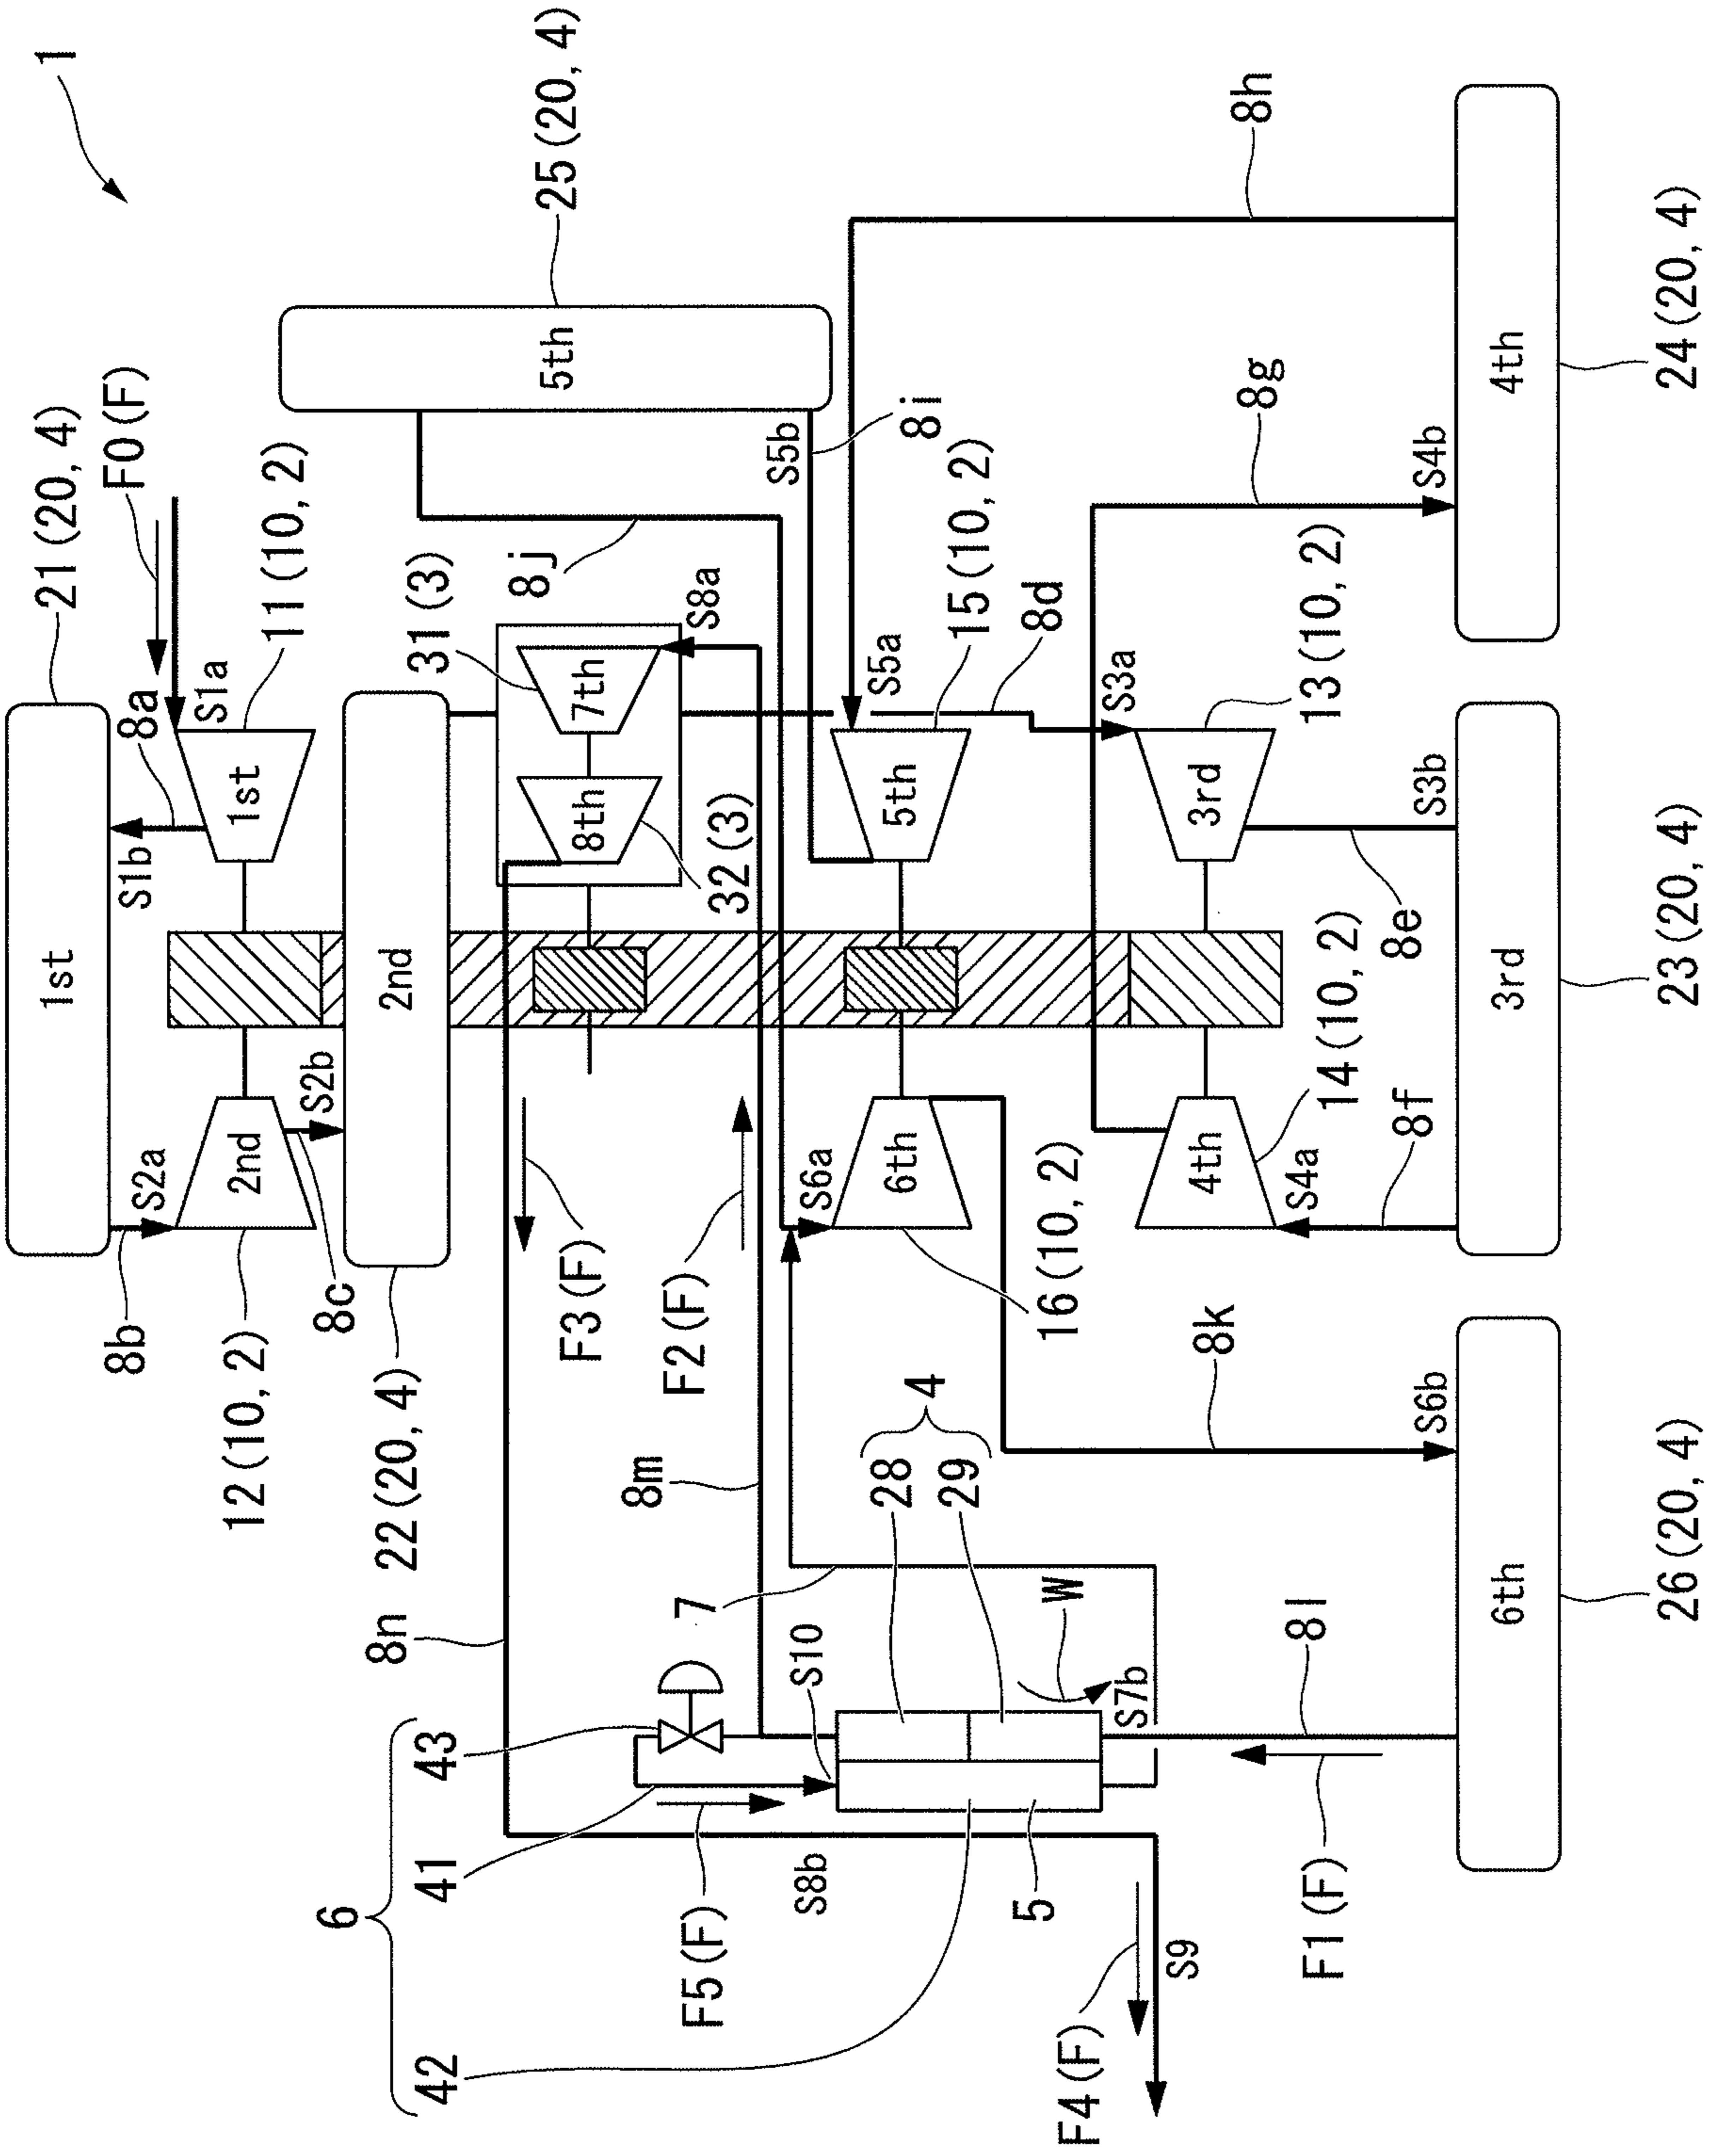 1
21(20, 4)
F0(F)
11(10, 2)
8a
S1a
S1b
1st
1st
8b
S2a
2nd
S2b
8c
12(10, 2)
22(20, 4)
2nd
25(20, 4)
5th
8j
S5b
8i
31(3)
7th
S8a
8th
32(3)
8n
F3(F)
F2(F)
8m
8h
S5a
15(10, 2)
5th
8d
S6a
6th
16(10, 2)
8k
S3a
13(10, 2)
3rd
S3b
8e
8g
S4b
4th
24(20, 4)
14(10, 2)
4th
S4a
8f
3rd
23(20, 4)
4
28
29
7
W
S10
S7b
8l
S6b
6th
26(20, 4)
6
43
41
42
F5(F)
S8b
5
F1(F)
S9
F4(F)